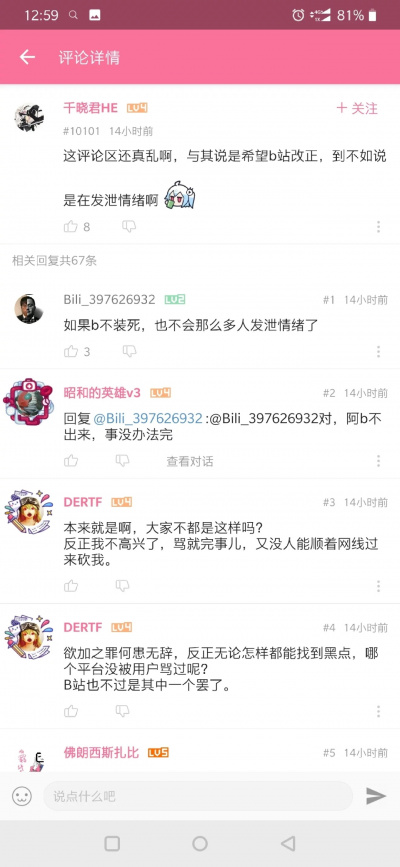 12:59
4G
81%
评论详情
千晓君HE LV4
+ 关注
#10101 14小时前
这评论区还真乱啊，与其说是希望b站改正，到不如说
是在发泄情绪啊
8
相关回复共67条
Bili_397626932 LV2
#1 14小时前
如果b不装死，也不会那么多人发泄情绪了
3
昭和的英雄v3 LV4
#2 14小时前
回复 @Bili_397626932 :@Bili_397626932对，阿b不
出来，事没办法完
查看对话
DERTF LV4
#3 14小时前
本来就是啊，大家不都是这样吗？
反正我不高兴了，骂就完事儿，又没人能顺着网线过
来砍我。
DERTF LV4
#4 14小时前
欲加之罪何患无辞，反正无论怎样都能找到黑点，哪
个平台没被用户骂过呢？
B站也不过是其中一个罢了。
佛朗西斯扎比 LV5
#5 14小时前
说点什么吧